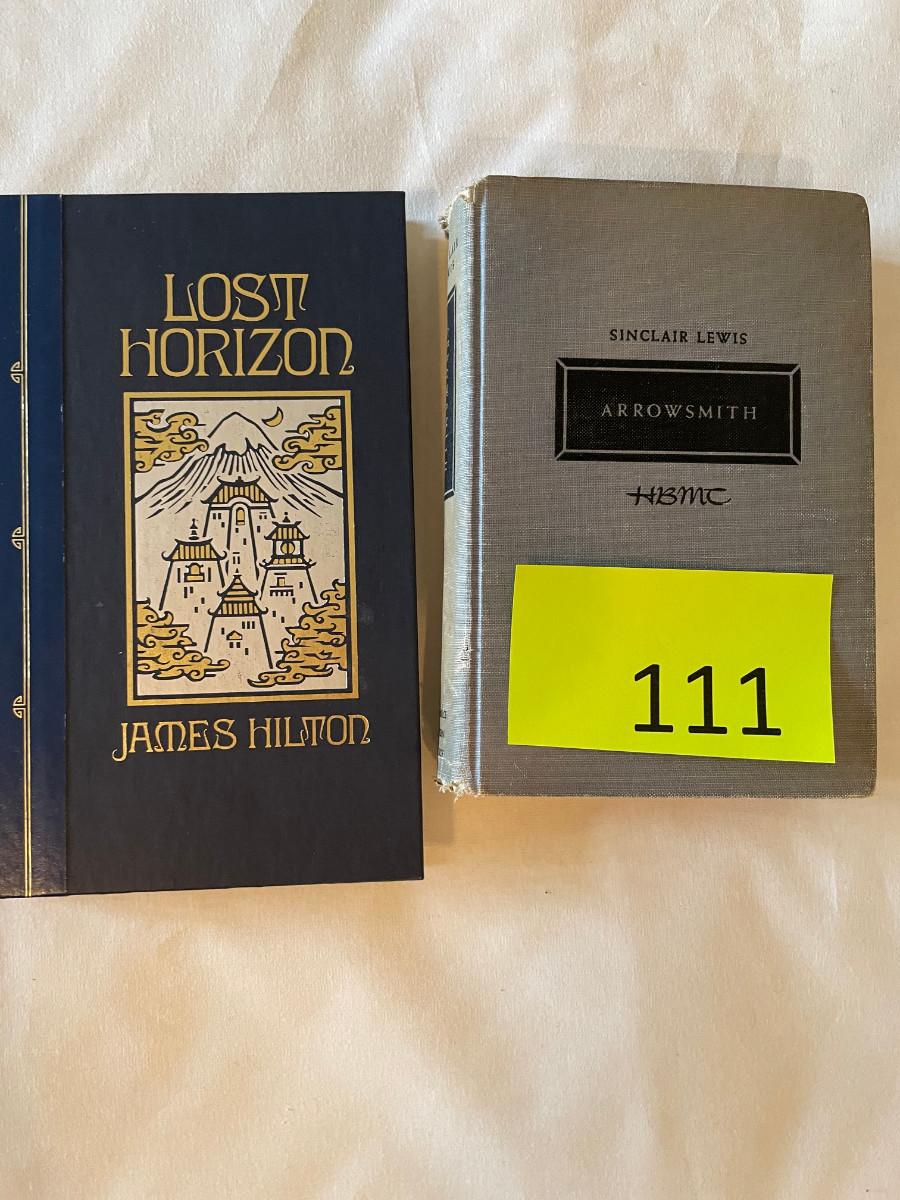 LOST
HORIZON
JAMES HILTON
SINCLAIR LEWIS
ARROWSMITH
HBMC
111